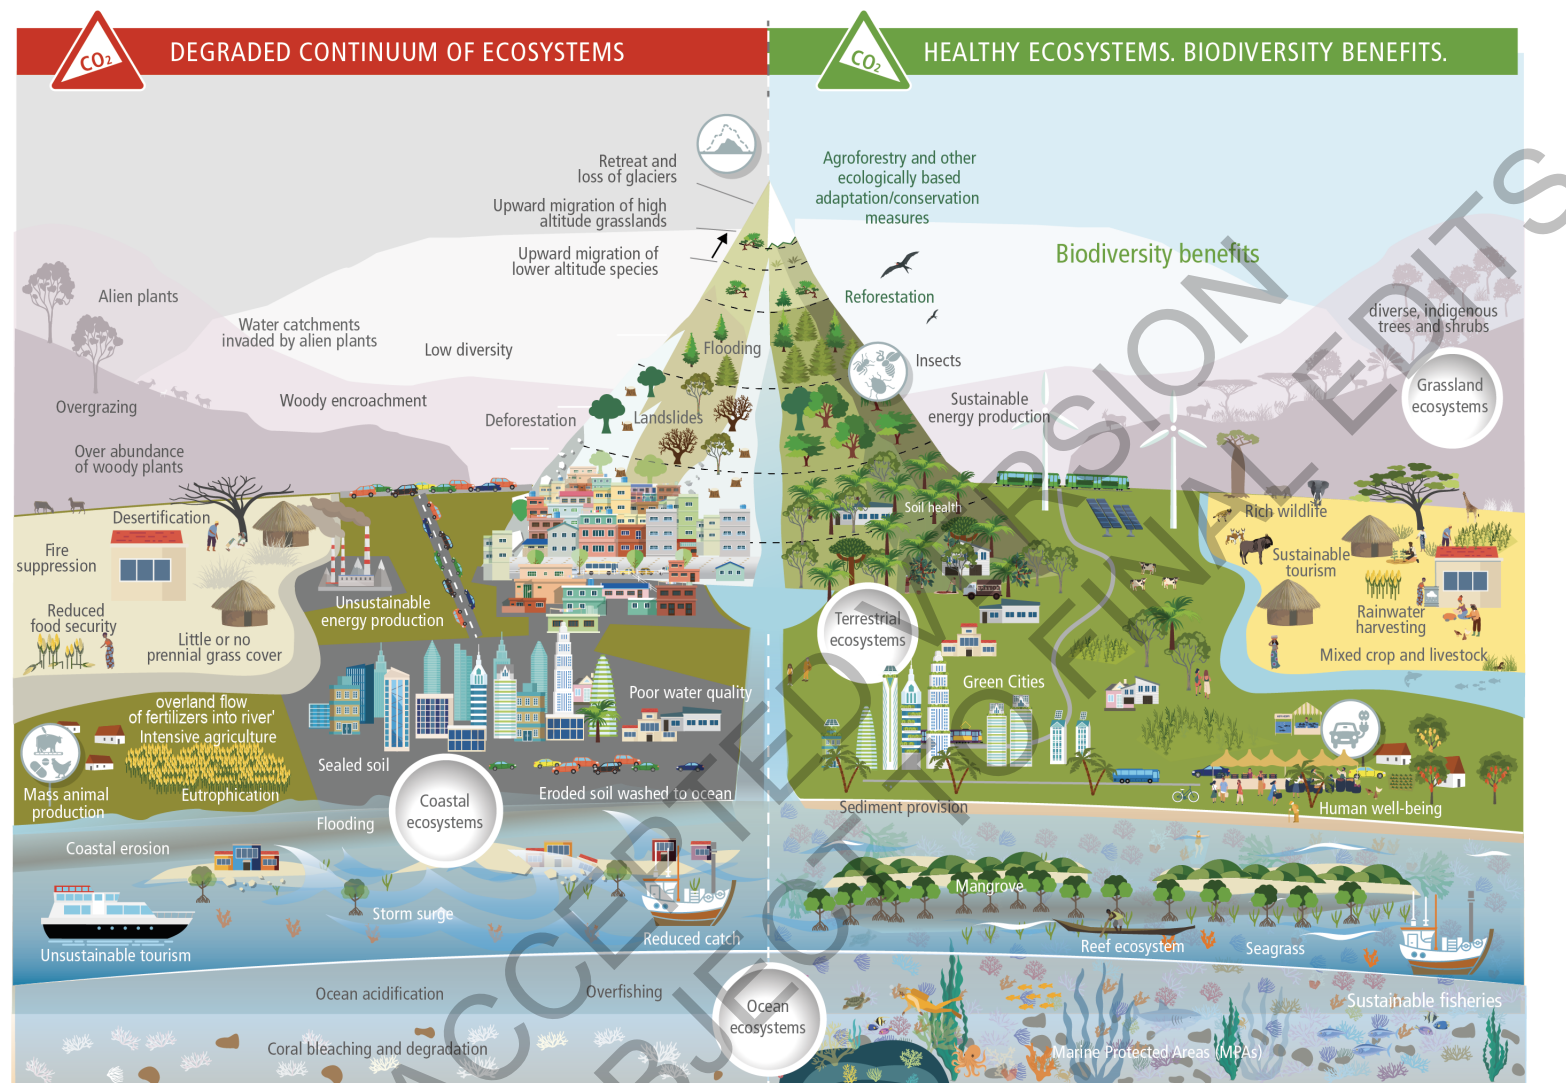 CO2
DEGRADED CONTINUUM OF ECOSYSTEMS
CO2
HEALTHY ECOSYSTEMS. BIODIVERSITY BENEFITS.
Retreat and
loss of glaciers
Upward migration of high
altitude grasslands
Upward migration of
lower altitude species
Alien plants
Water catchments
invaded by alien plants
Low diversity
Flooding
Overgrazing
Woody encroachment
Deforestation
Landslides
Over abundance
of woody plants
Desertification
Fire
suppression
Reduced
food security
Little or no
prennial grass cover
Unsustainable
energy production
overland flow
of fertilizers into river'
Intensive agriculture
Eutrophication
Mass animal
production
Poor water quality
Sealed soil
Eroded soil washed to ocean
Coastal
ecosystems
Flooding
Coastal erosion
Storm surge
Unsustainable tourism
Reduced catch
Ocean acidification
Overfishing
Coral bleaching and degradation
Ocean
ecosystems
Agroforestry and other
ecologically based
adaptation/conservation
measures
Biodiversity benefits
Reforestation
Insects
diverse, indigenous
trees and shrubs
Grassland
ecosystems
Sustainable
energy production
Soil health
Rich wildlife
Sustainable
tourism
Rainwater
harvesting
Mixed crop and livestock
Terrestrial
ecosystems
Green Cities
Sediment provision
Human well-being
Mangrove
Reef ecosystem
Seagrass
Sustainable fisheries
Marine Protected Areas (MPAs)
ACCEPTED VERSION
SUBJECT TO FINAL EDITS